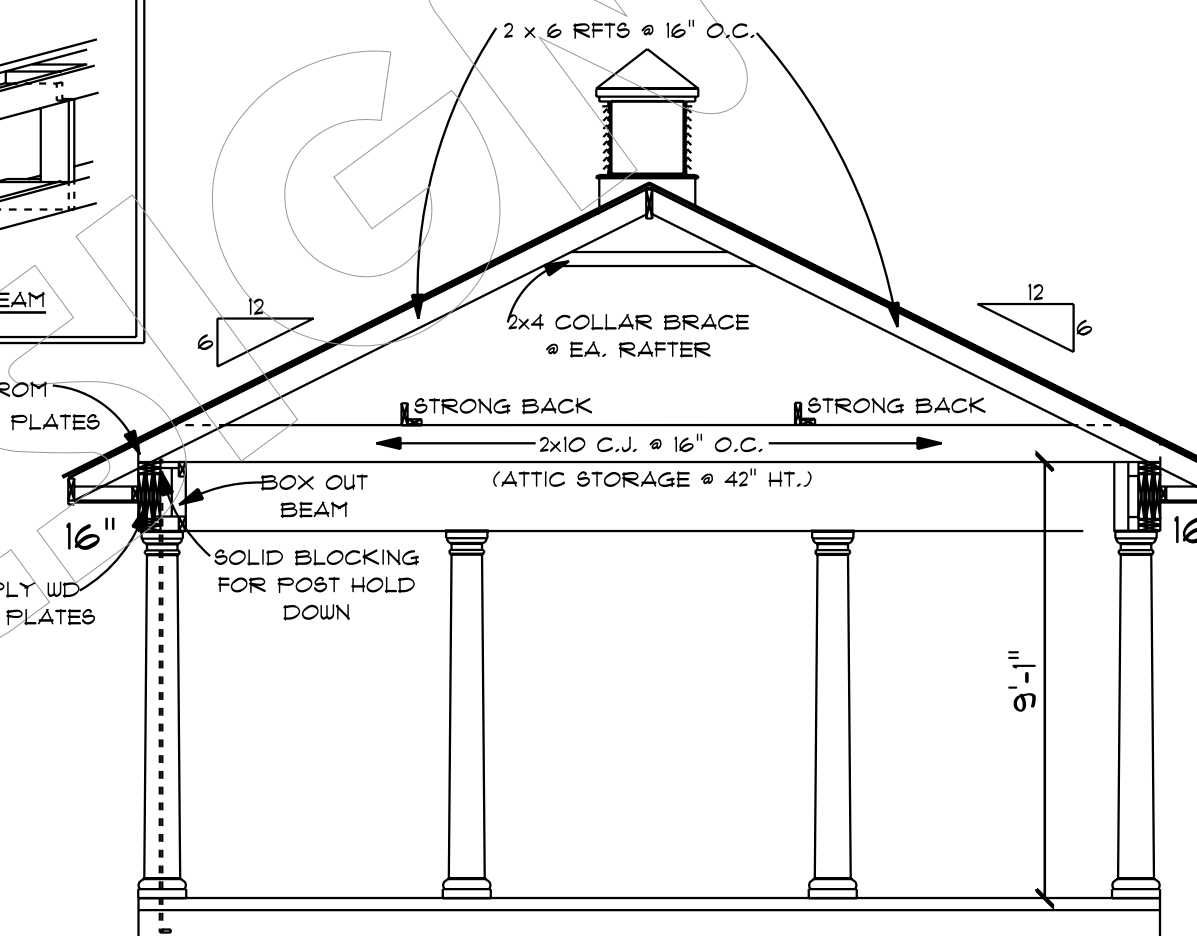 2 x 6 RFTS @ 16" O.C.
EAM
12
6
12
6
2x4 COLLAR BRACE
@ EA. RAFTER
ROM
PLATES
STRONG BACK
STRONG BACK
2x10 C.J. @ 16" O.C.
(ATTIC STORAGE @ 42" HT.)
BOX OUT
BEAM
16"
16
SOLID BLOCKING
FOR POST HOLD
DOWN
PLY WD
PLATES
9'-1"